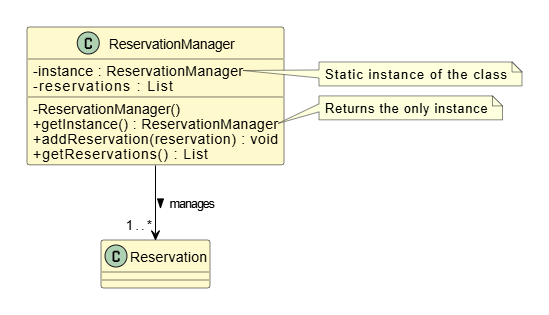 C ReservationManager
-instance : ReservationManager
-reservations : List
Static instance of the class
-ReservationManager()
+getInstance() : ReservationManager
Returns the only instance
+addReservation(reservation) : void
+getReservations() : List
manages
1..*
C Reservation